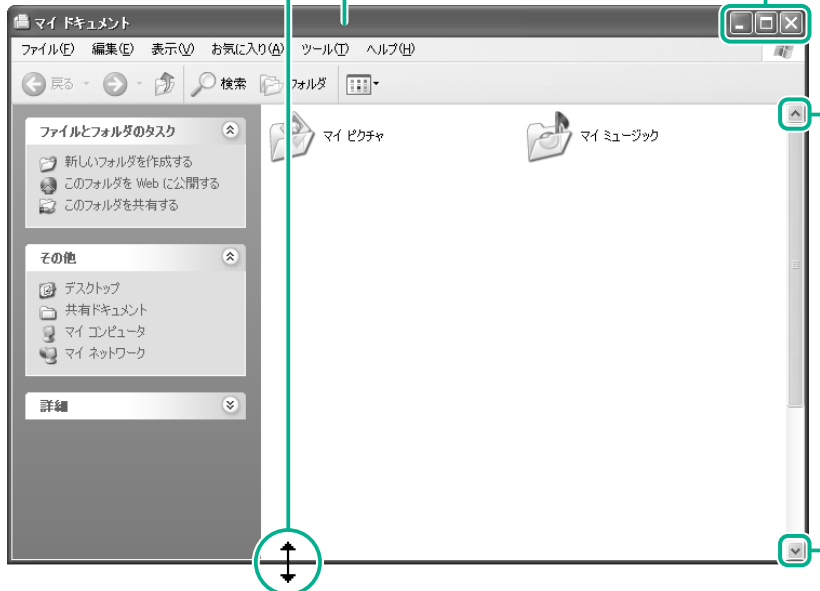 マイ ドキュメント
ファイル(F) 編集(E) 表示(V) お気に入り(A) ツール(T) ヘルプ(H)
戻る 検索 フォルダ
ファイルとフォルダのタスク
新しいフォルダを作成する
このフォルダを Web に公開する
このフォルダを共有する
その他
デスクトップ
共有ドキュメント
マイ コンピュータ
マイ ネットワーク
詳細
マイ ピクチャ マイ ミュージック